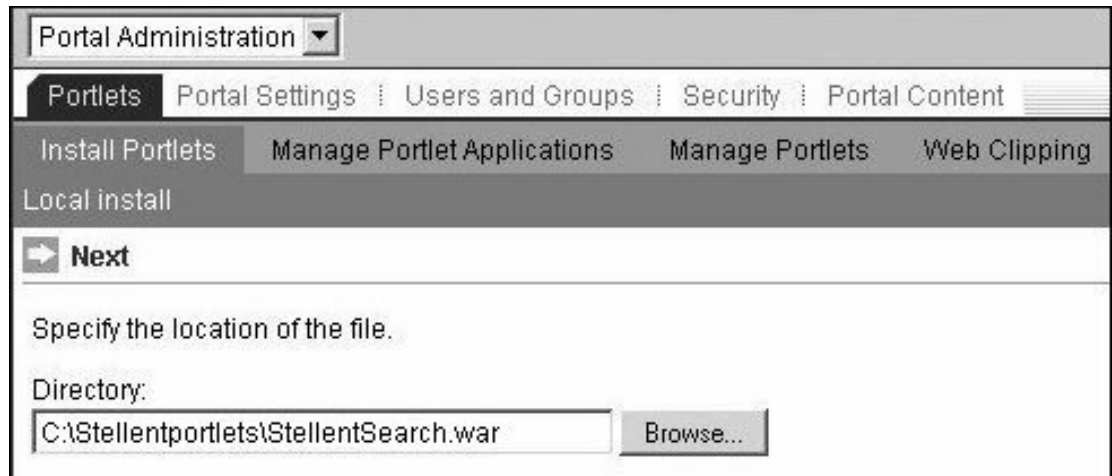 Portal Administration
Portlets Portal Settings Users and Groups Security Portal Content
Install Portlets Manage Portlet Applications Manage Portlets Web Clipping
Local install
Next
Specify the location of the file.
Directory:
C:\Stellentportlets\StellentSearch.war Browse...